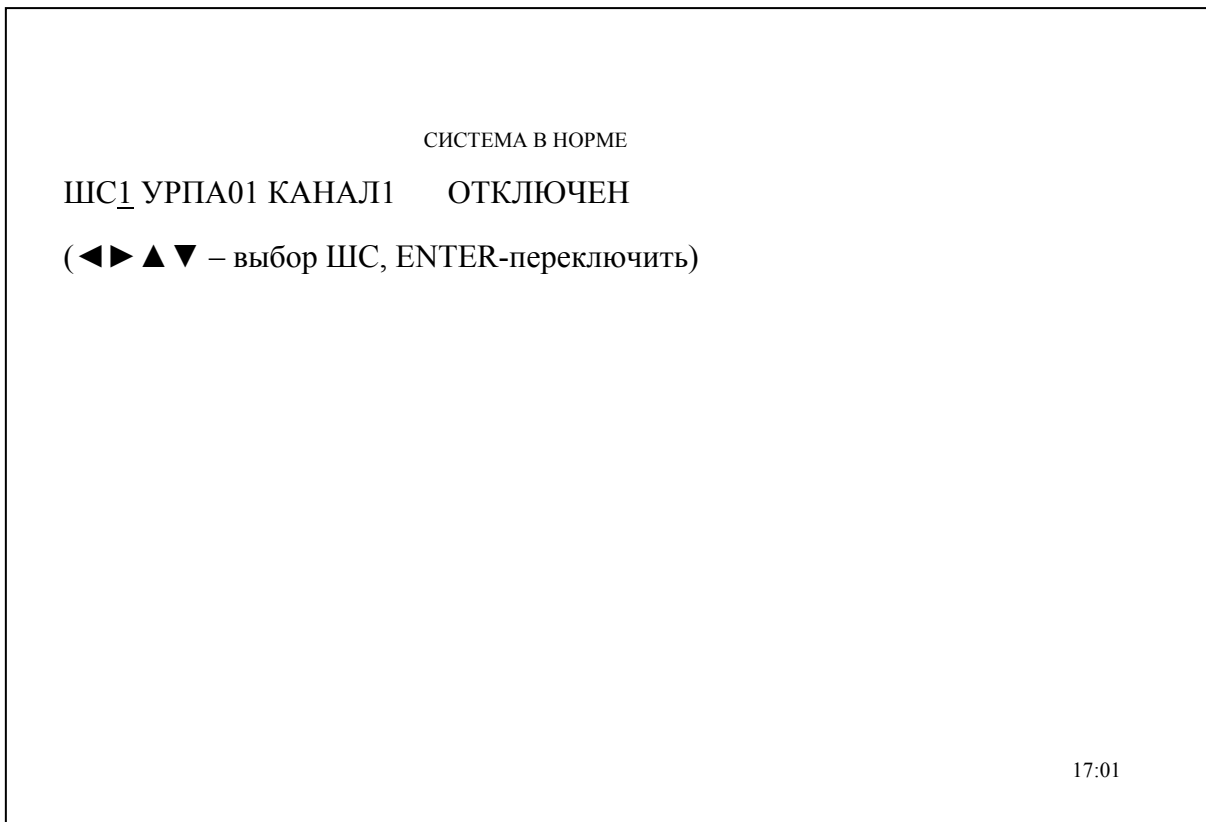 СИСТЕМА В НОРМЕ
ШС1 УРПА01 КАНАЛ1 ОТКЛЮЧЕН
(◄► ▲ ▼ – выбор ШС, ENTER-переключить)
17:01